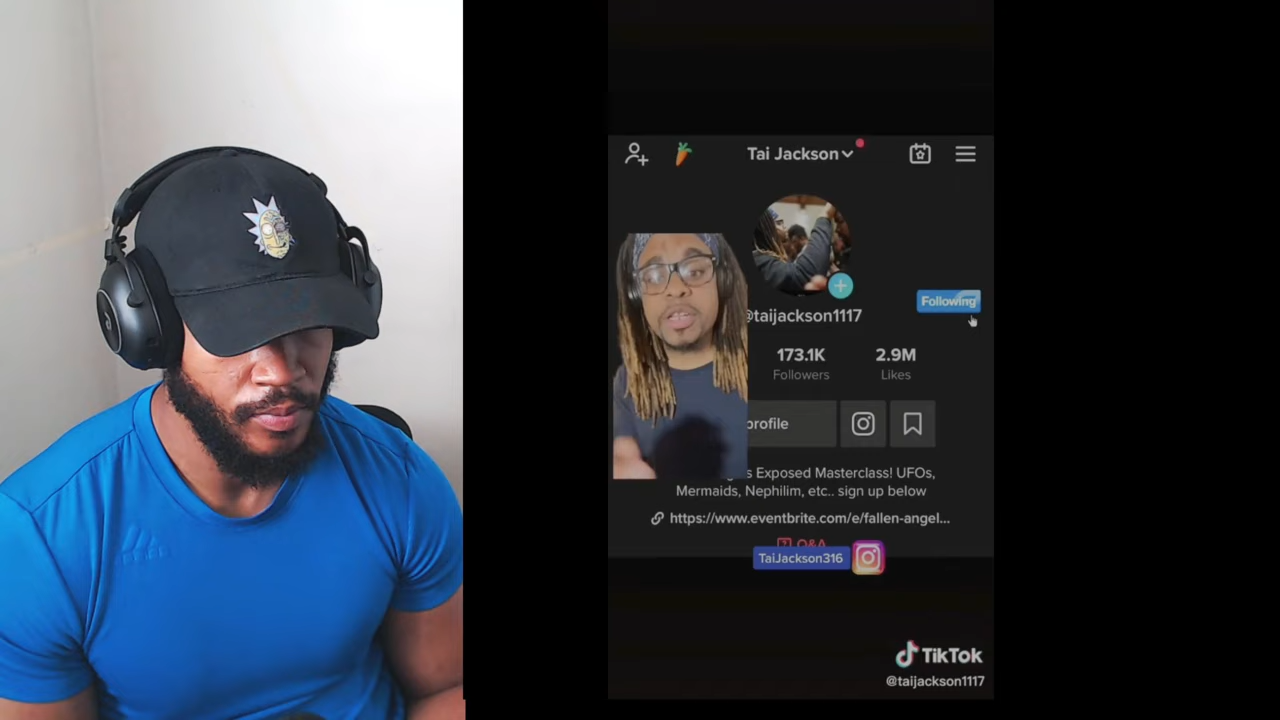 Tai Jackson
Following
@taijackson1117
173.1K
2.9M
Followers
Likes
profile
s Exposed Masterclass! UFOs,
Mermaids, Nephilim, etc.. sign up below
https://www.eventbrite.com/e/fallen-angel...
Q&A
TaiJackson316
TikTok
@taijackson1117